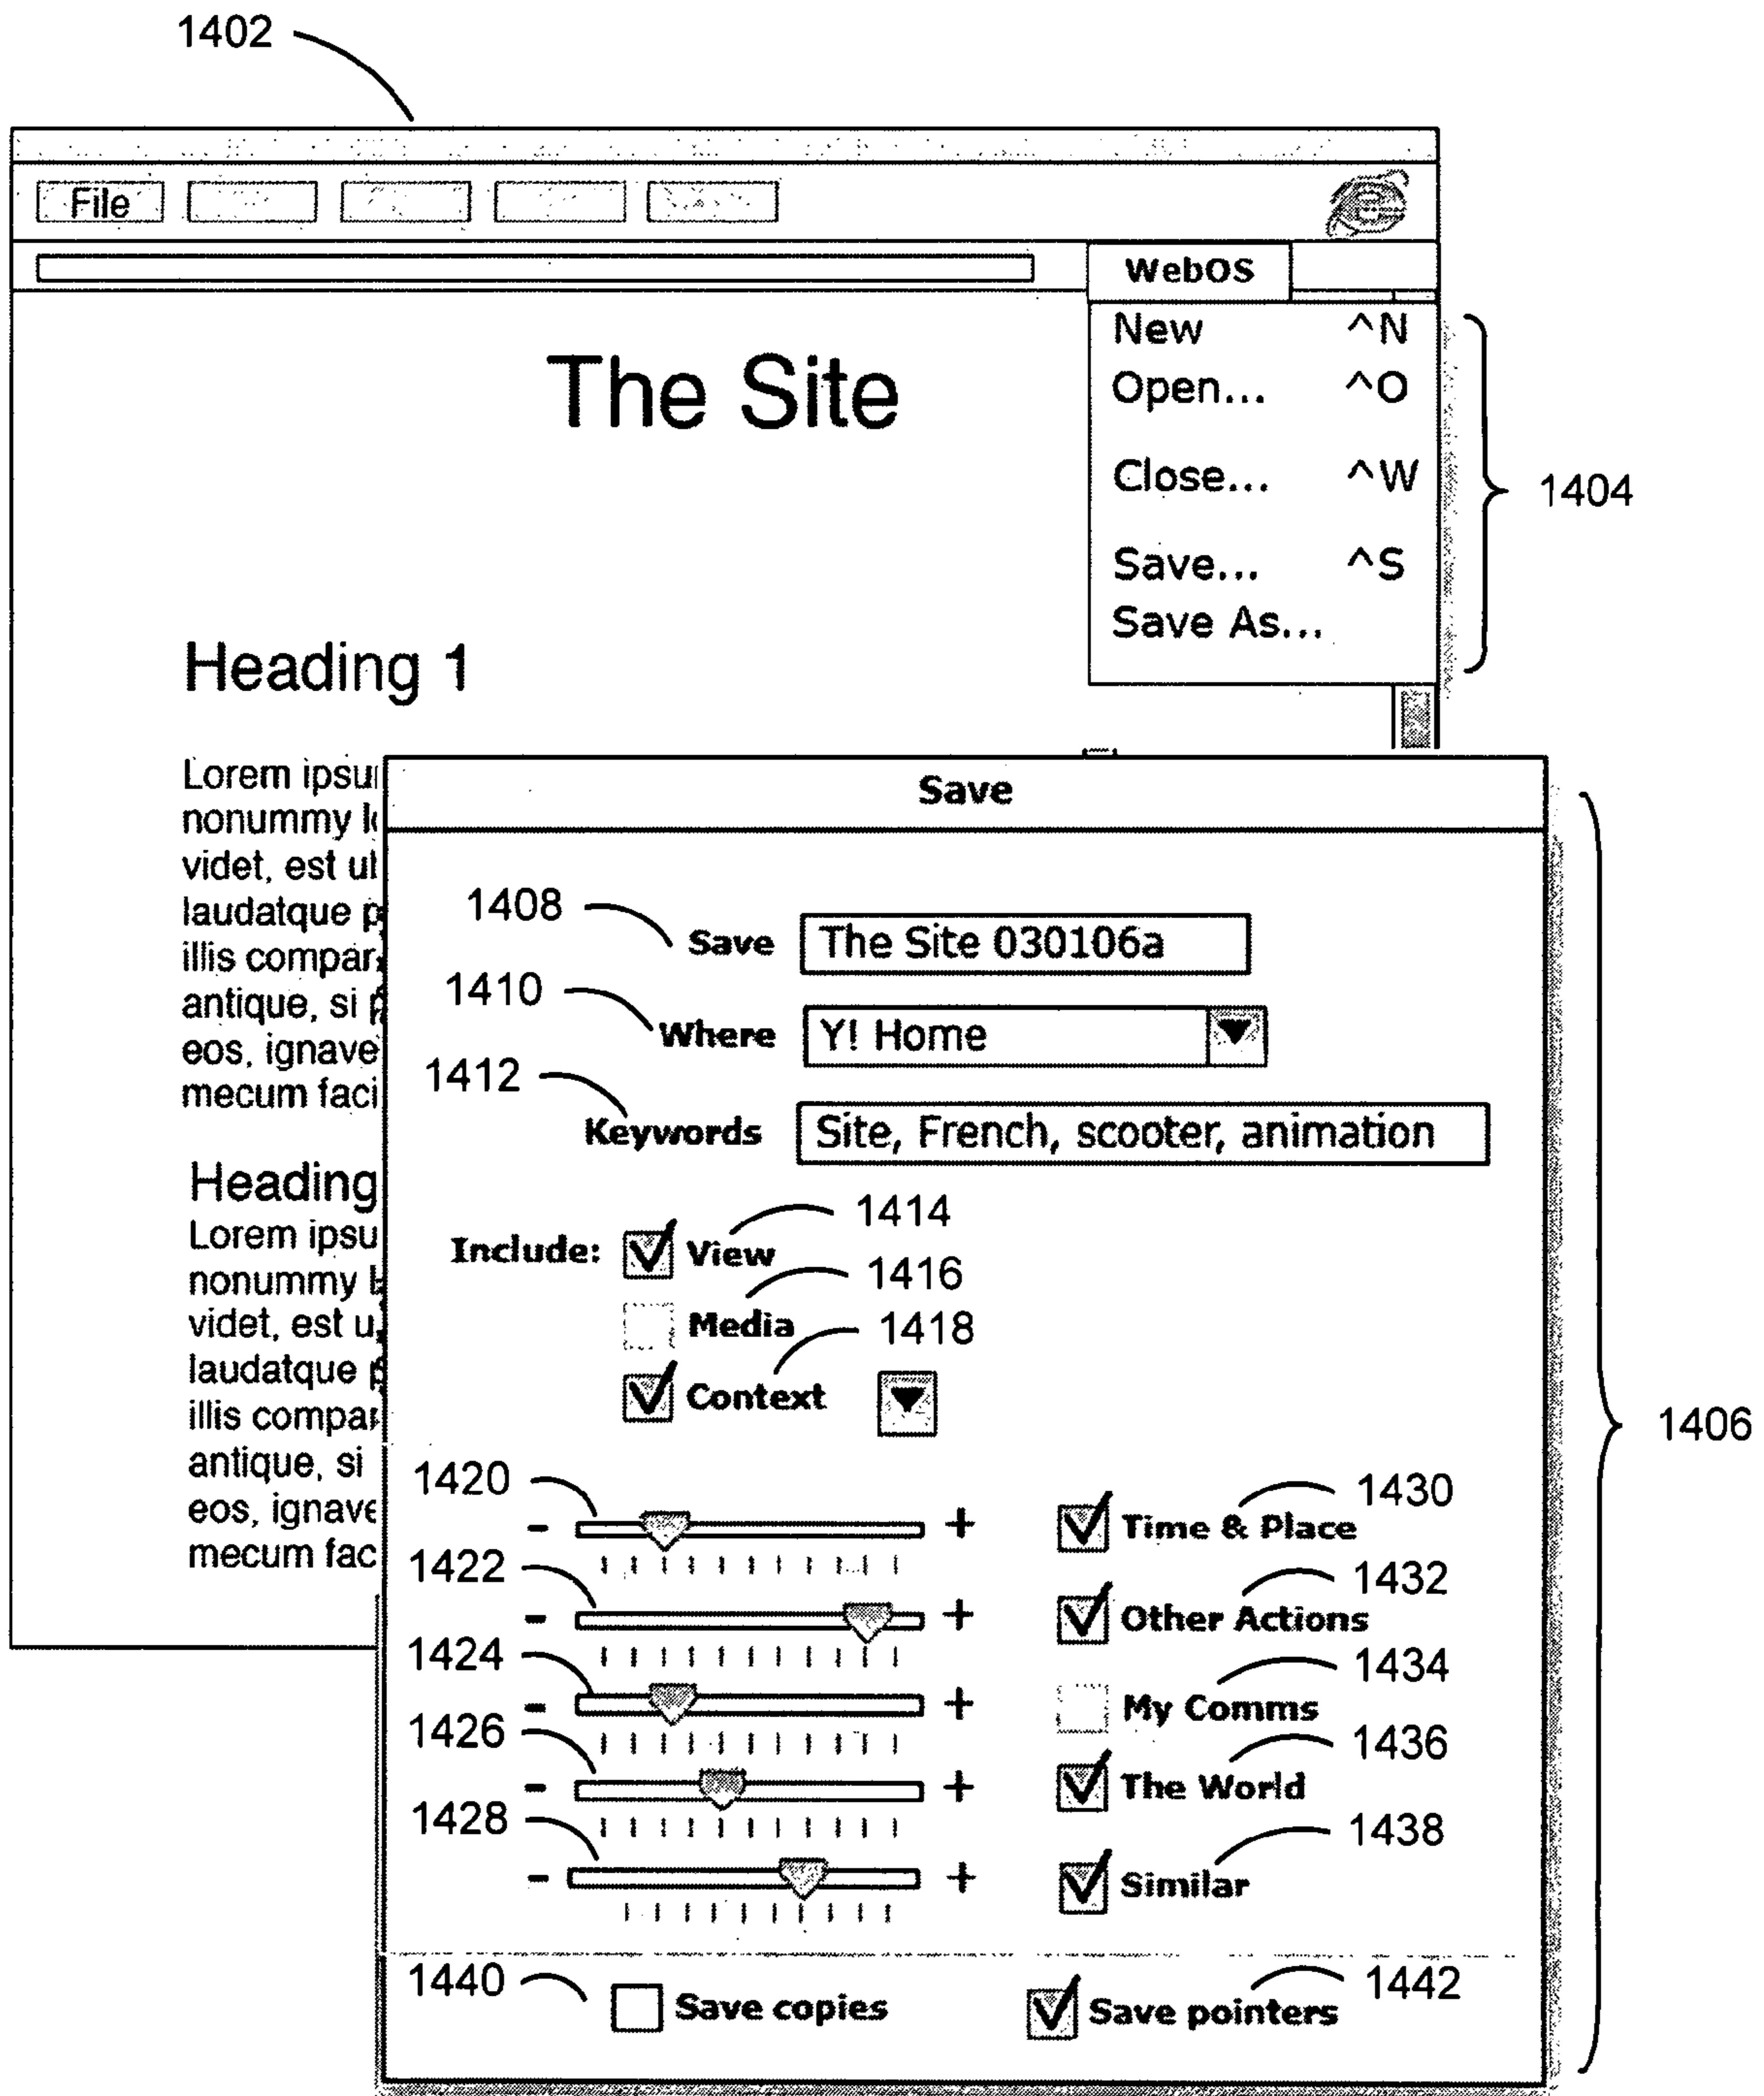 1402
File
WebOS
New ^N
Open... ^O
Close... ^W
Save... ^S
Save As...
1404
The Site
Heading 1
Lorem ipsu
nonummy
videt, est ul
laudatque p
illis compar
antique, si p
eos, ignave
mecum faci
Heading
Lorem ipsu
nonummy
videt, est u
laudatque p
illis compar
antique, si
eos, ignave
mecum fac
Save
1408
Save The Site 030106a
1410
Where Y! Home
1412
Keywords Site, French, scooter, animation
Include: View 1414
Media 1416
Context 1418
1406
1420 - + Time & Place 1430
1422 - + Other Actions 1432
1424 - + My Comms 1434
1426 - + The World 1436
1428 - + Similar 1438
1440 Save copies
Save pointers 1442